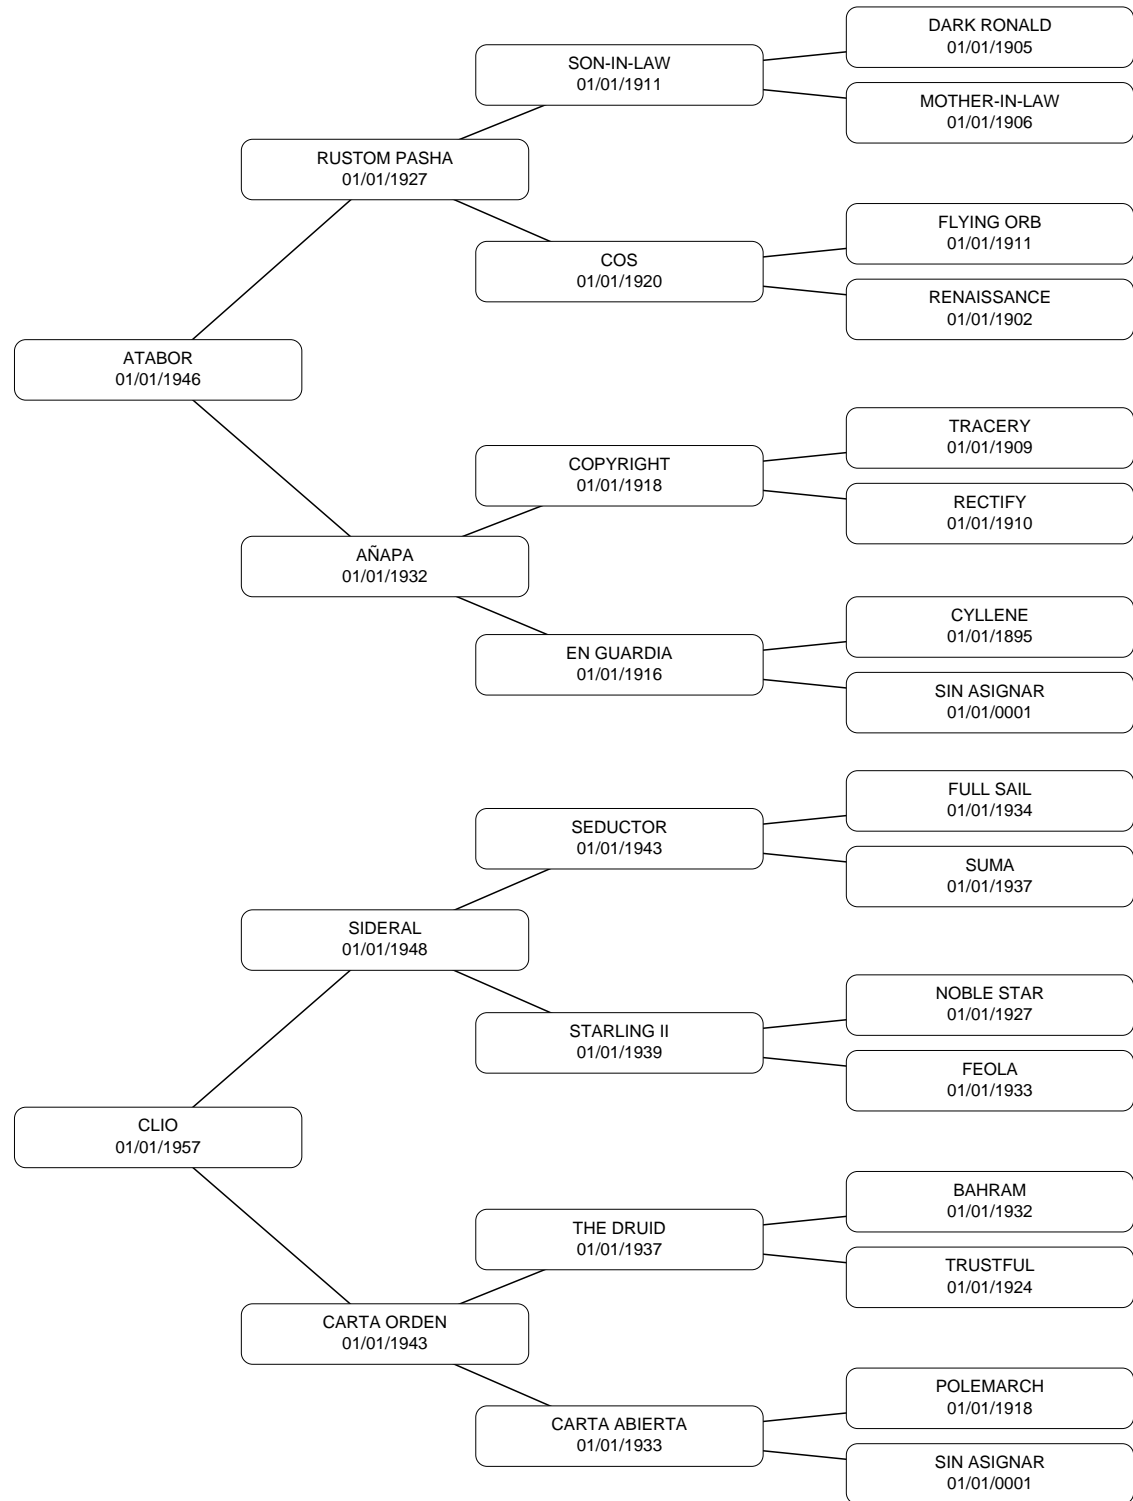 DARK RONALD
01/01/1905
SON-IN-LAW
01/01/1911
MOTHER-IN-LAW
01/01/1906
RUSTOM PASHA
01/01/1927
FLYING ORB
01/01/1911
COS
01/01/1920
RENAISSANCE
01/01/1902
ATABOR
01/01/1946
TRACERY
01/01/1909
COPYRIGHT
01/01/1918
RECTIFY
01/01/1910
AÑAPA
01/01/1932
CYLLENE
01/01/1895
EN GUARDIA
01/01/1916
SIN ASIGNAR
01/01/0001
FULL SAIL
01/01/1934
SEDUCTOR
01/01/1943
SUMA
01/01/1937
SIDERAL
01/01/1948
NOBLE STAR
01/01/1927
STARLING II
01/01/1939
FEOLA
01/01/1933
CLIO
01/01/1957
BAHRAM
01/01/1932
THE DRUID
01/01/1937
TRUSTFUL
01/01/1924
CARTA ORDEN
01/01/1943
POLEMARCH
01/01/1918
CARTA ABIERTA
01/01/1933
SIN ASIGNAR
01/01/0001